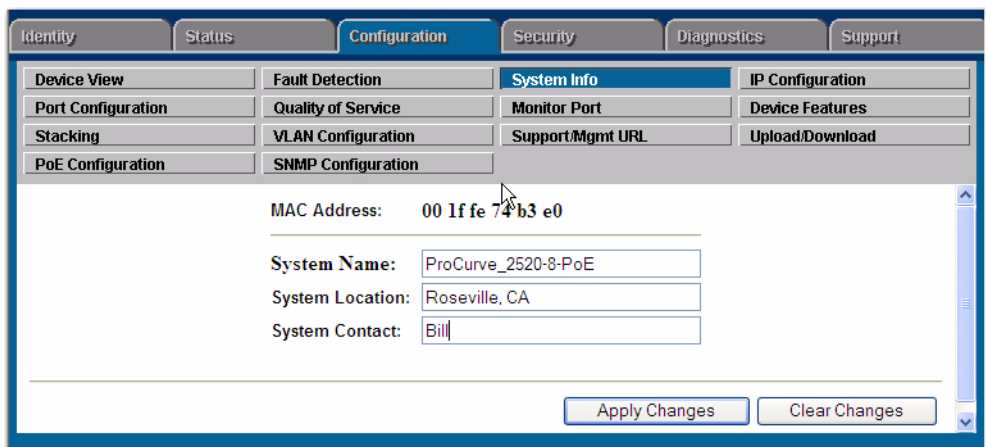 Identity Status Configuration Security Diagnostics Support
Device View Fault Detection System Info IP Configuration
Port Configuration Quality of Service Monitor Port Device Features
Stacking VLAN Configuration Support/Mgmt URL Upload/Download
PoE Configuration SNMP Configuration
MAC Address: 00 1f fe 74 b3 e0
System Name: ProCurve_2520-8-PoE
System Location: Roseville, CA
System Contact: Bill
Apply Changes Clear Changes